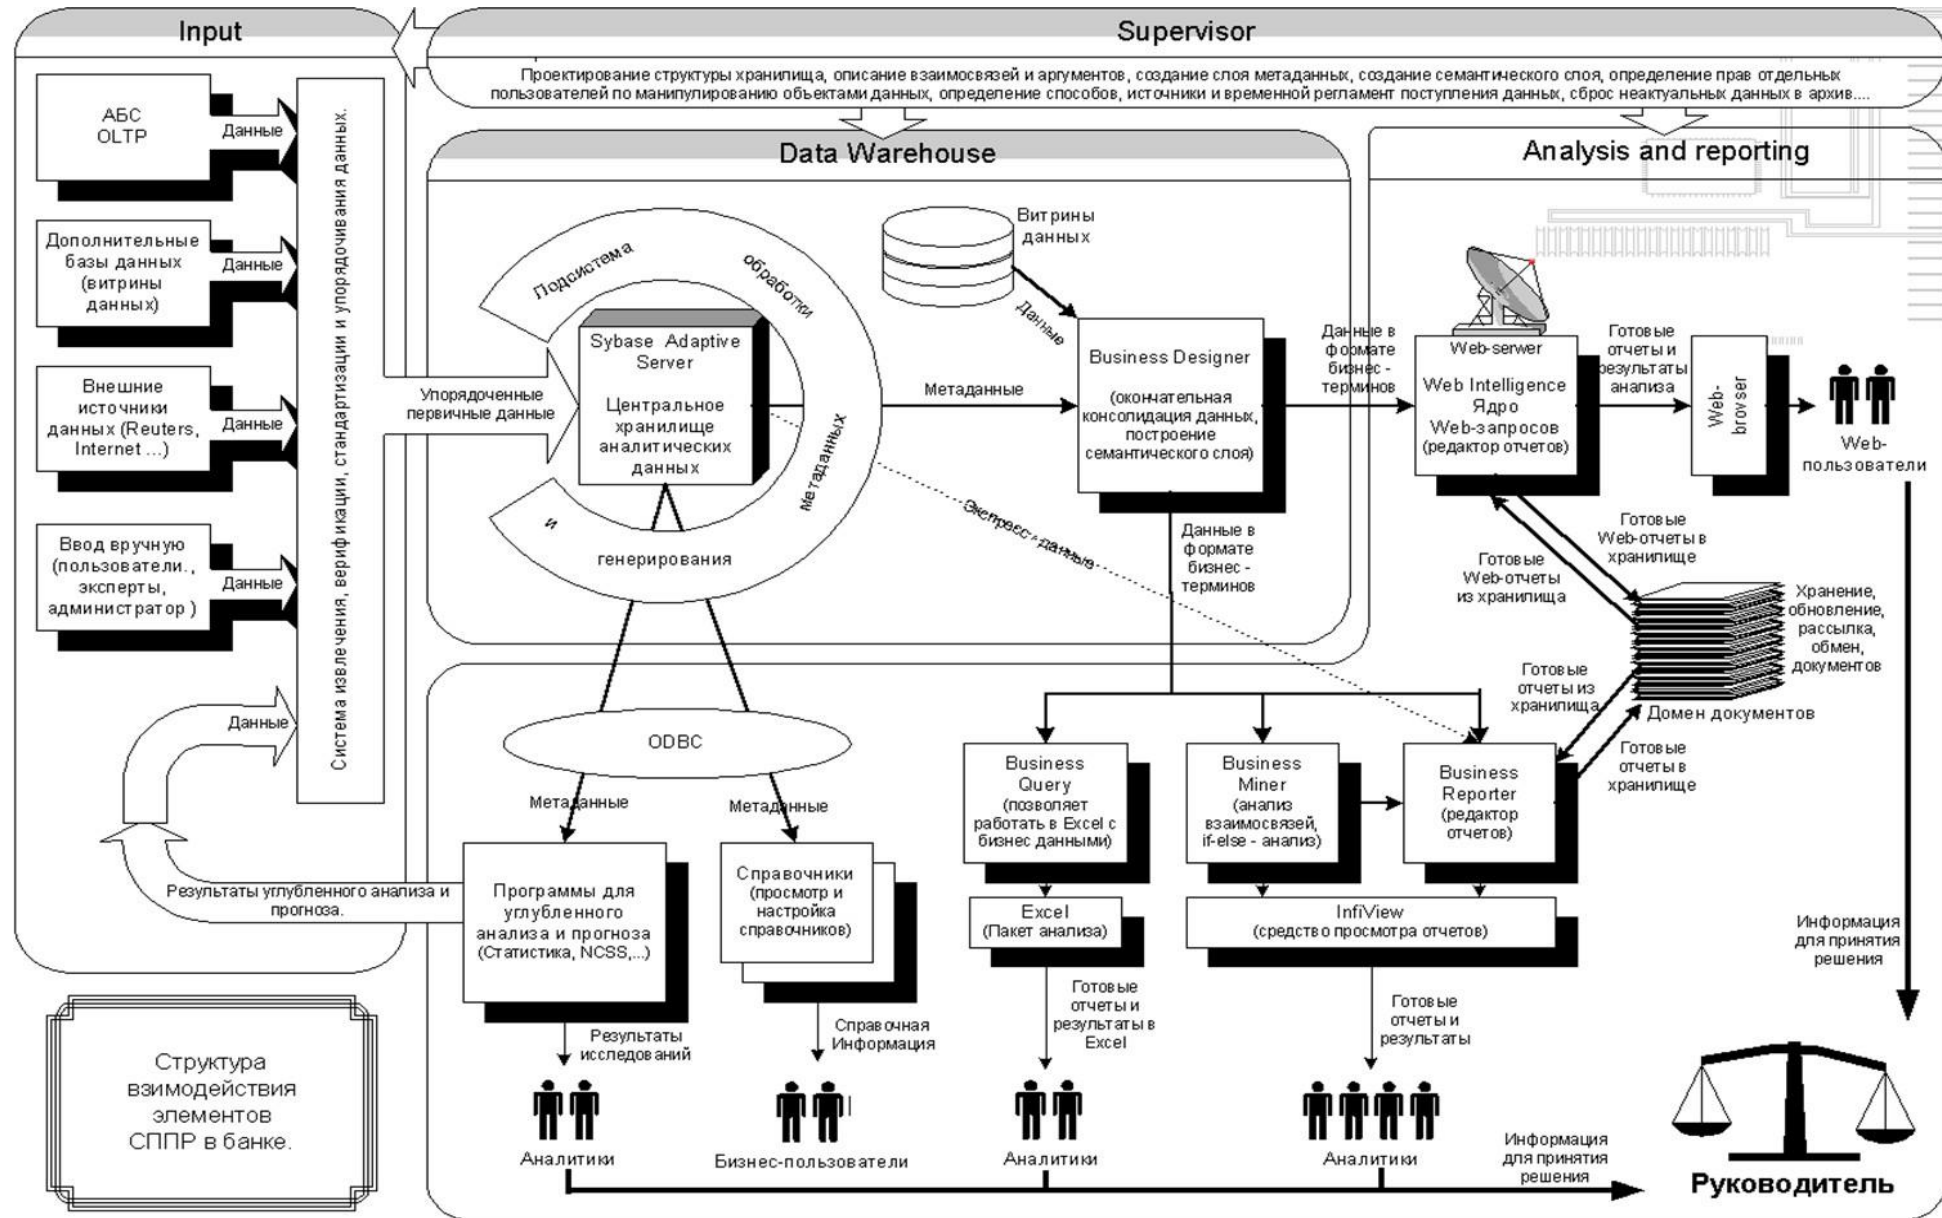 Input
Supervisor
Проектирование структуры хранилища, описание взаимосвязей и аргументов, создание слоя метаданных, создание семантического слоя, определение прав отдельных
пользователей по манипулированию объектами данных, определение способов, источники и временной регламент поступления данных, сброс неактуальных данных в архив....
АБС
OLTP
Данные
Дополнительные
базы данных
(витрины
данных)
Данные
Внешние
источники
данных (Reuters,
Internet ...)
Данные
Ввод вручную
(пользователи.,
эксперты,
администратор )
Данные
Данные
Система извлечения, верификации, стандартизации и упорядочивания данных.
Результаты углубленного анализа и
прогноза.
Data Warehouse
Подсистема
обработки
и
генерирования
метаданных
Sybase Adaptive
Server
Центральное
хранилище
аналитических
данных
Упорядоченные
первичные данные
Витрины
данных
Данные
Метаданные
Business Designer
(окончательная
консолидация данных,
построение
семантического слоя)
Экспресс - данные
Данные в
формате
бизнес -
терминов
Analysis and reporting
Данные в
формате
бизнес -
терминов
Web-serwer
Web Intelligence
Ядро
Web-запросов
(редактор отчетов)
Готовые
отчеты и
результаты
анализа
Web-
browser
Web-
пользователи
Готовые
Web-отчеты в
хранилище
Готовые
Web-отчеты
из хранилища
Хранение,
обновление,
рассылка,
обмен,
документов
Домен документов
Готовые
отчеты из
хранилища
Готовые
отчеты в
хранилище
ODBC
Метаданные
Метаданные
Программы для
углубленного
анализа и прогноза
(Статистика, NCSS,...)
Справочники
(просмотр и
настройка
справочников)
Business
Query
(позволяет
работать в Excel с
бизнес данными)
Business
Miner
(анализ
взаимосвязей,
if-else - анализ)
Business
Reporter
(редактор
отчетов)
Excel
(Пакет анализа)
InfiView
(средство просмотра отчетов)
Результаты
исследований
Справочная
Информация
Готовые
отчеты и
результаты в
Excel
Готовые
отчеты и
результаты
Информация
для принятия
решения
Аналитики
Бизнес-пользователи
Аналитики
Аналитики
Информация
для принятия
решения
Руководитель
Структура
взимодействия
элементов
СППР в банке.